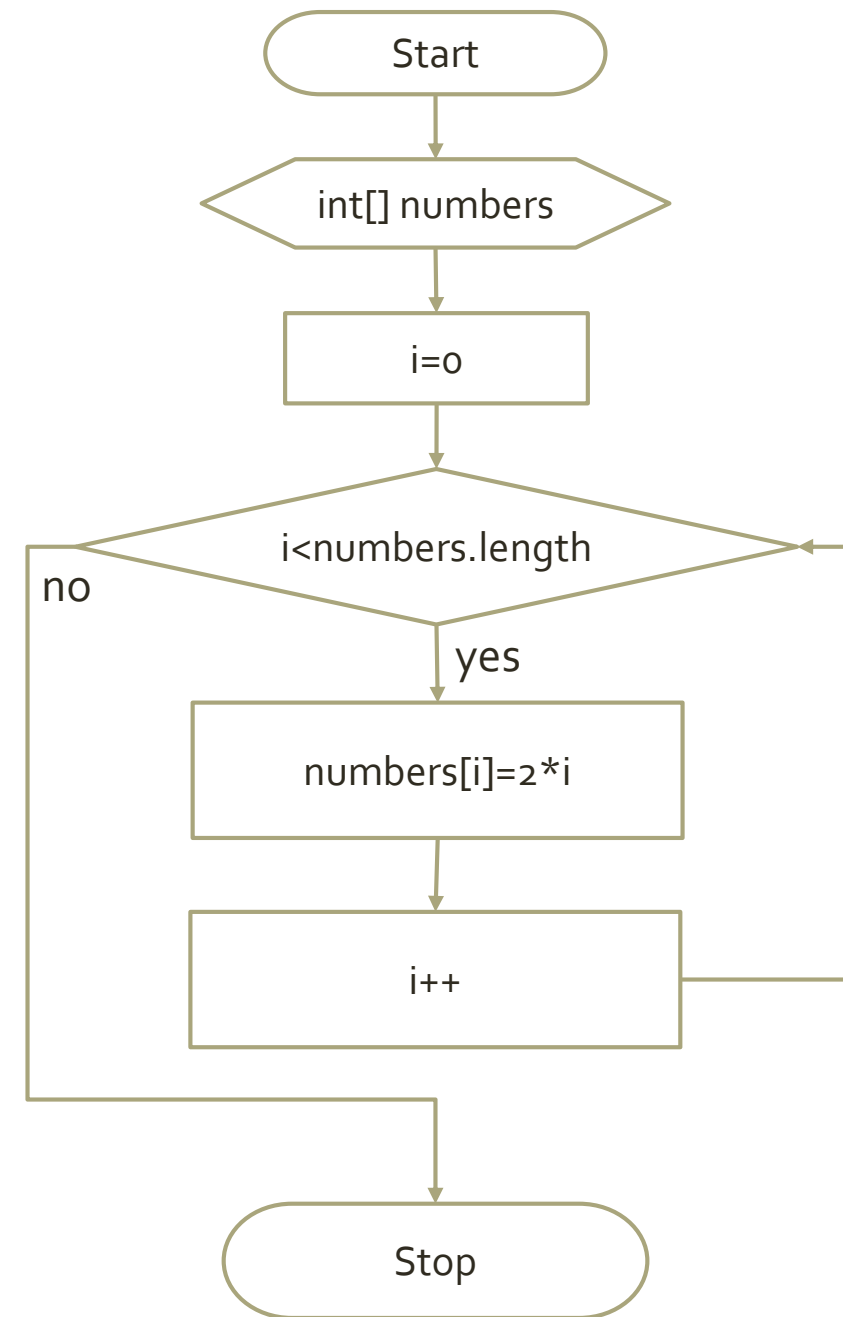 Start
int[] numbers
i=0
i<numbers.length
no
yes
numbers[i]=2*i
i++
Stop